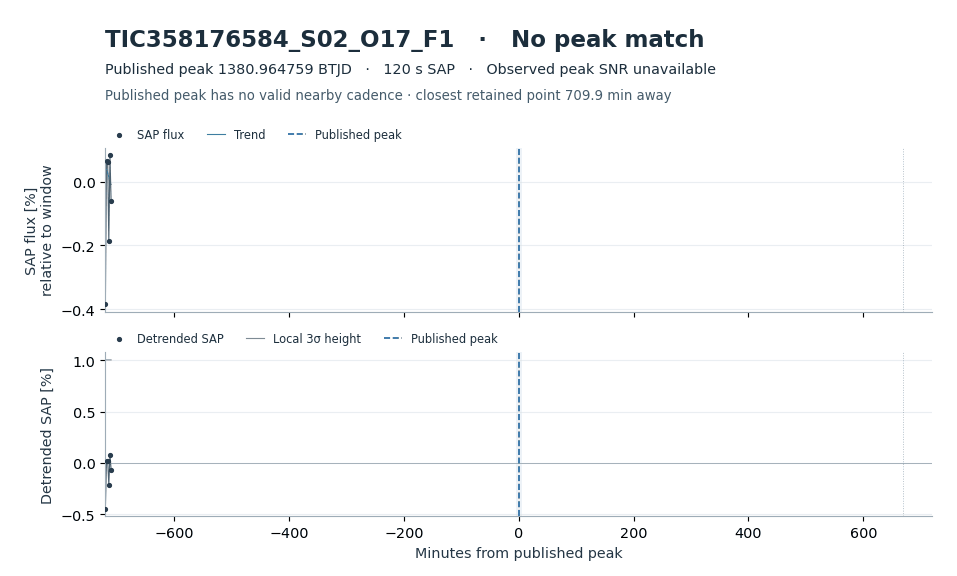 TIC358176584_S02_O17_F1 · No peak match
Published peak 1380.964759 BTJD · 120 s SAP · Observed peak SNR unavailable
Published peak has no valid nearby cadence · closest retained point 709.9 min away
SAP flux Trend Published peak
SAP flux [%]
relative to window
0.0
−0.2
−0.4
Detrended SAP Local 3σ height Published peak
Detrended SAP [%]
1.0
0.5
0.0
−0.5
−600 −400 −200 0 200 400 600
Minutes from published peak